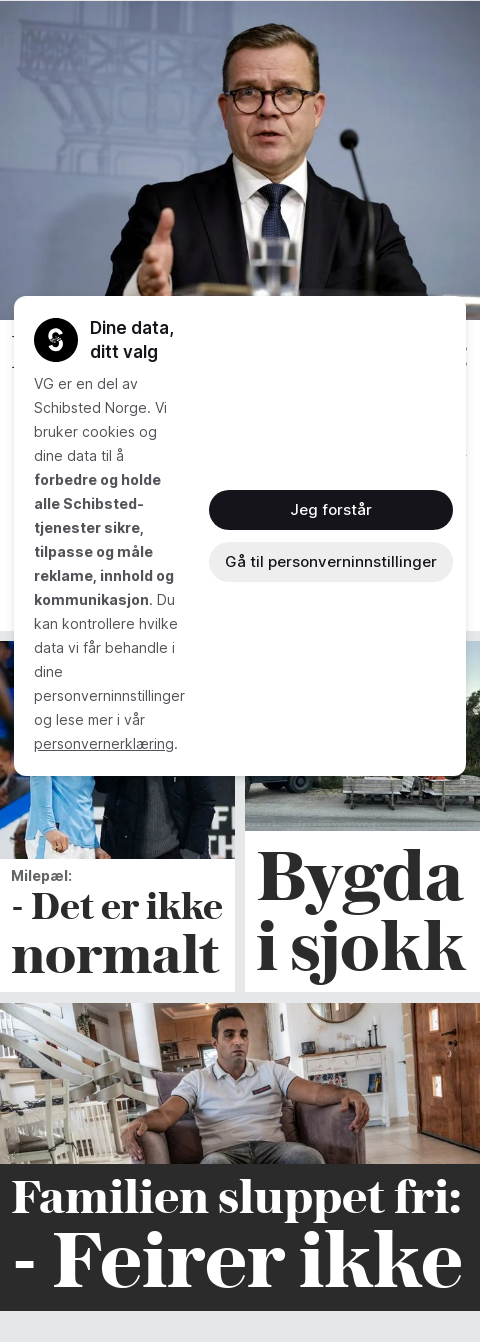 Dine data,
ditt valg
VG er en del av
Schibsted Norge. Vi
bruker cookies og
dine data til å
forbedre og holde
alle Schibsted-
tjenester sikre,
tilpasse og måle
reklame, innhold og
kommunikasjon. Du
kan kontrollere hvilke
data vi får behandle i
dine
personverninnstillinger
og lese mer i vår
personvernerklæring.
Jeg forstår
Gå til personverninnstillinger
Milepæl:
- Det er ikke
normalt
Bygda
i sjokk
Familien sluppet fri:
- Feirer ikke